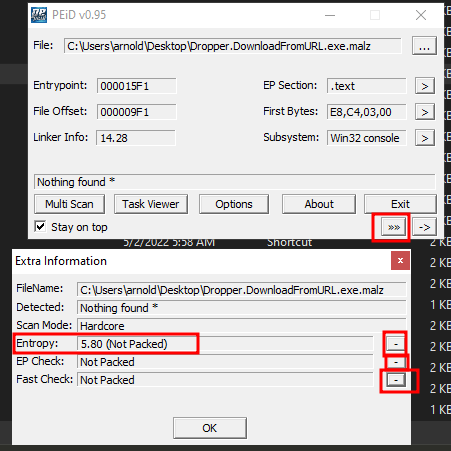 PEiD v0.95
File: C:\Users\arnold\Desktop\Dropper.DownloadFromURL.exe.malz ...
Entrypoint: 000015F1 EP Section: .text >
File Offset: 000009F1 First Bytes: E8,C4,03,00 >
Linker Info: 14.28 Subsystem: Win32 console >
Nothing found *
Multi Scan Task Viewer Options About Exit
Stay on top »» ->
5/2/2022 5:58 AM Shortcut 2 KB
Extra Information x
FileName: C:\Users\arnold\Desktop\Dropper.DownloadFromURL.exe.malz
Detected: Nothing found *
Scan Mode: Hardcore
Entropy: 5.80 (Not Packed) -
EP Check: Not Packed -
Fast Check: Not Packed -
OK
2 KB
2 KB
1 KB
2 KB
2 KB
2 KB
2 KB
1 KB